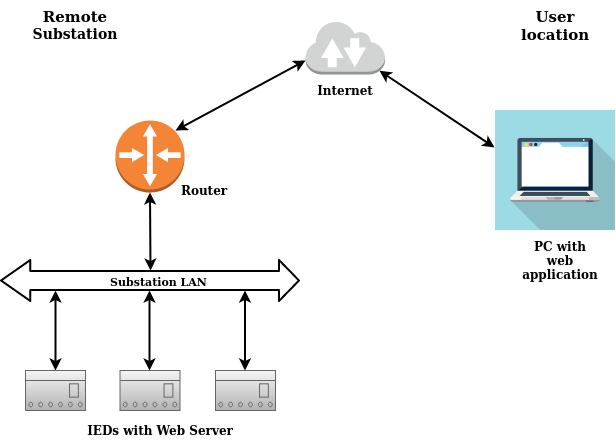 Remote
Substation
User
location
Internet
Router
PC with
web
application
Substation LAN
IEDs with Web Server